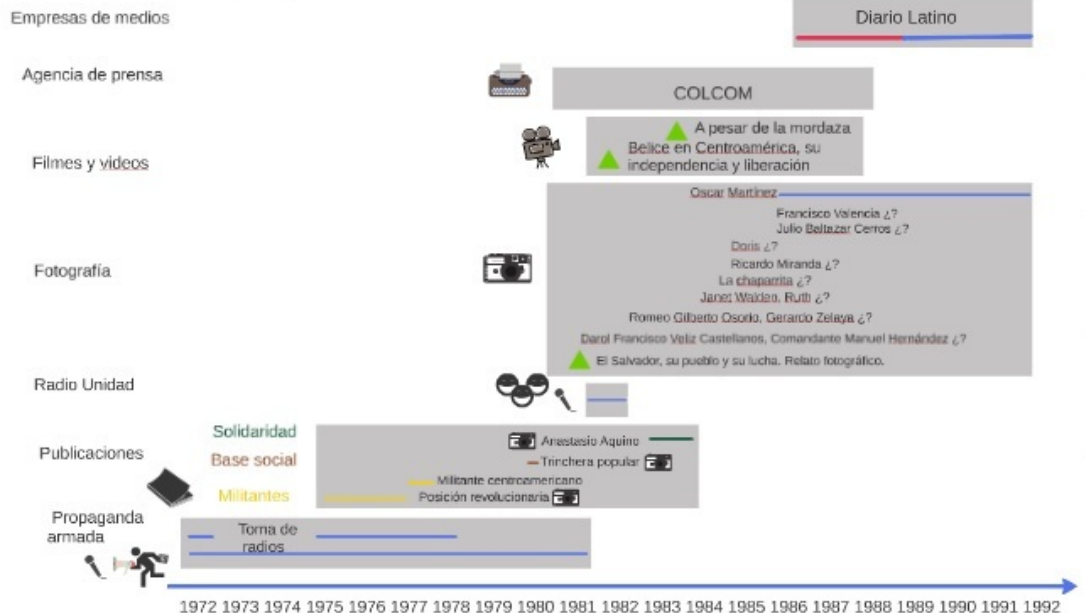 Empresas de medios
Diario Latino
Agencia de prensa
COLCOM
Filmes y videos
A pesar de la mordaza
Belice en Centroamérica, su
independencia y liberación
Fotografía
Oscar Martínez
Francisco Valencia ¿?
Julio Baltazar Cerros ¿?
Doris ¿?
Ricardo Miranda ¿?
La chaparrita ¿?
Janet Walden, Ruth ¿?
Romeo Gilberto Osorio, Gerardo Zelaya ¿?
Darol Francisco Veliz Castellanos, Comandante Manuel Hernández ¿?
El Salvador, su pueblo y su lucha. Relato fotográfico.
Radio Unidad
Publicaciones
Solidaridad
Anastasio Aquino
Base social
Trinchera popular
Militante centroamericano
Militantes
Posición revolucionaria
Propaganda
armada
Toma de
radios
1972 1973 1974 1975 1976 1977 1978 1979 1980 1981 1982 1983 1984 1985 1986 1987 1988 1989 1990 1991 1992